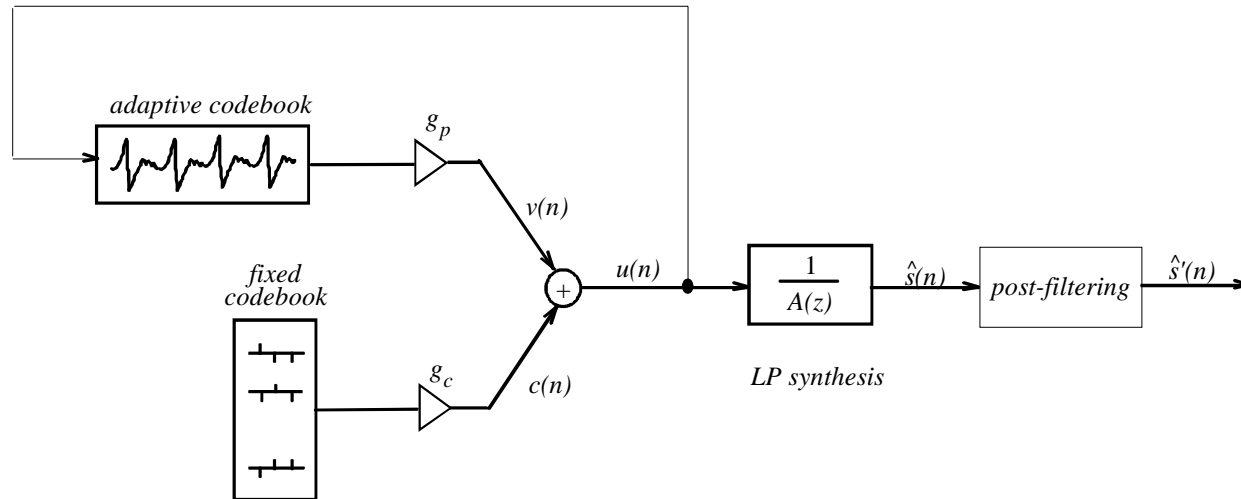 adaptive codebook
g_p
v(n)
fixed
codebook
g_c
c(n)
+
u(n)
1
A(z)
LP synthesis
ŝ(n)
post-filtering
ŝ'(n)